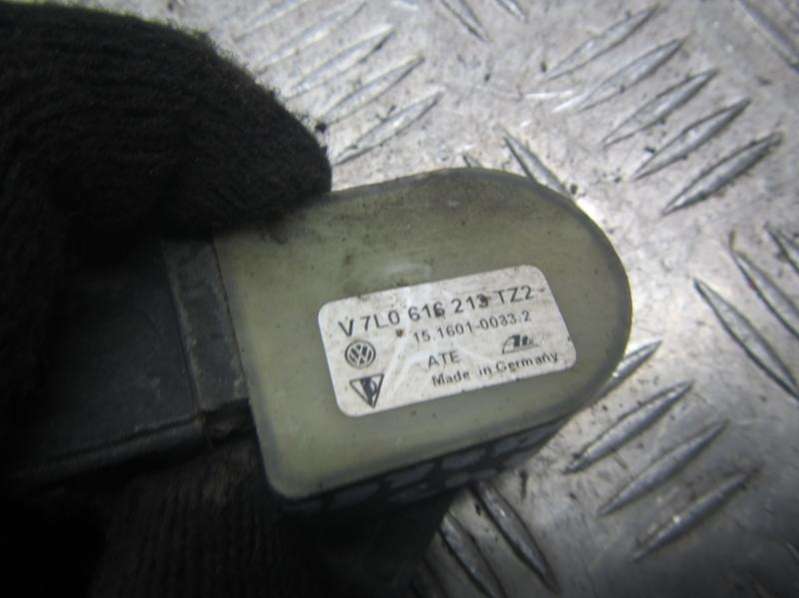 V 7L0 616 213 TZ2
15.1601-0033.2
ATE
Made in Germany